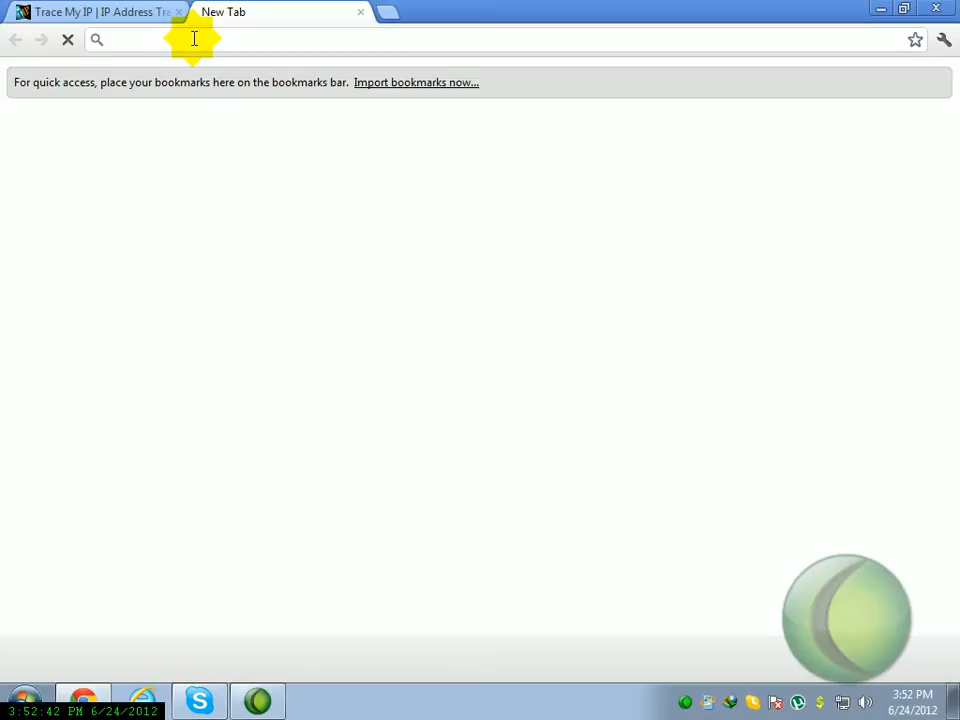 Trace My IP | IP Address Tra
New Tab
For quick access, place your bookmarks here on the bookmarks bar. Import bookmarks now...
3:52 PM
6/24/2012
3:52:42 PM 6/24/2012